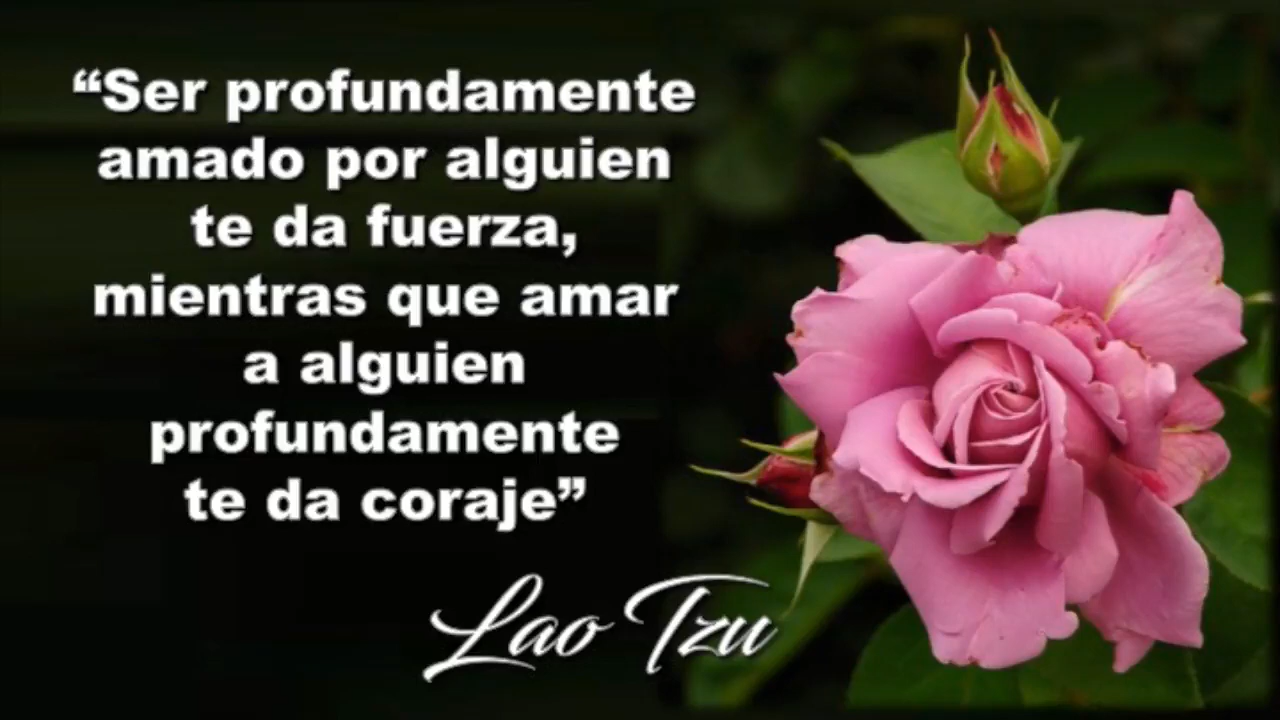 “Ser profundamente
amado por alguien
te da fuerza,
mientras que amar
a alguien
profundamente
te da coraje”
Lao Tzu